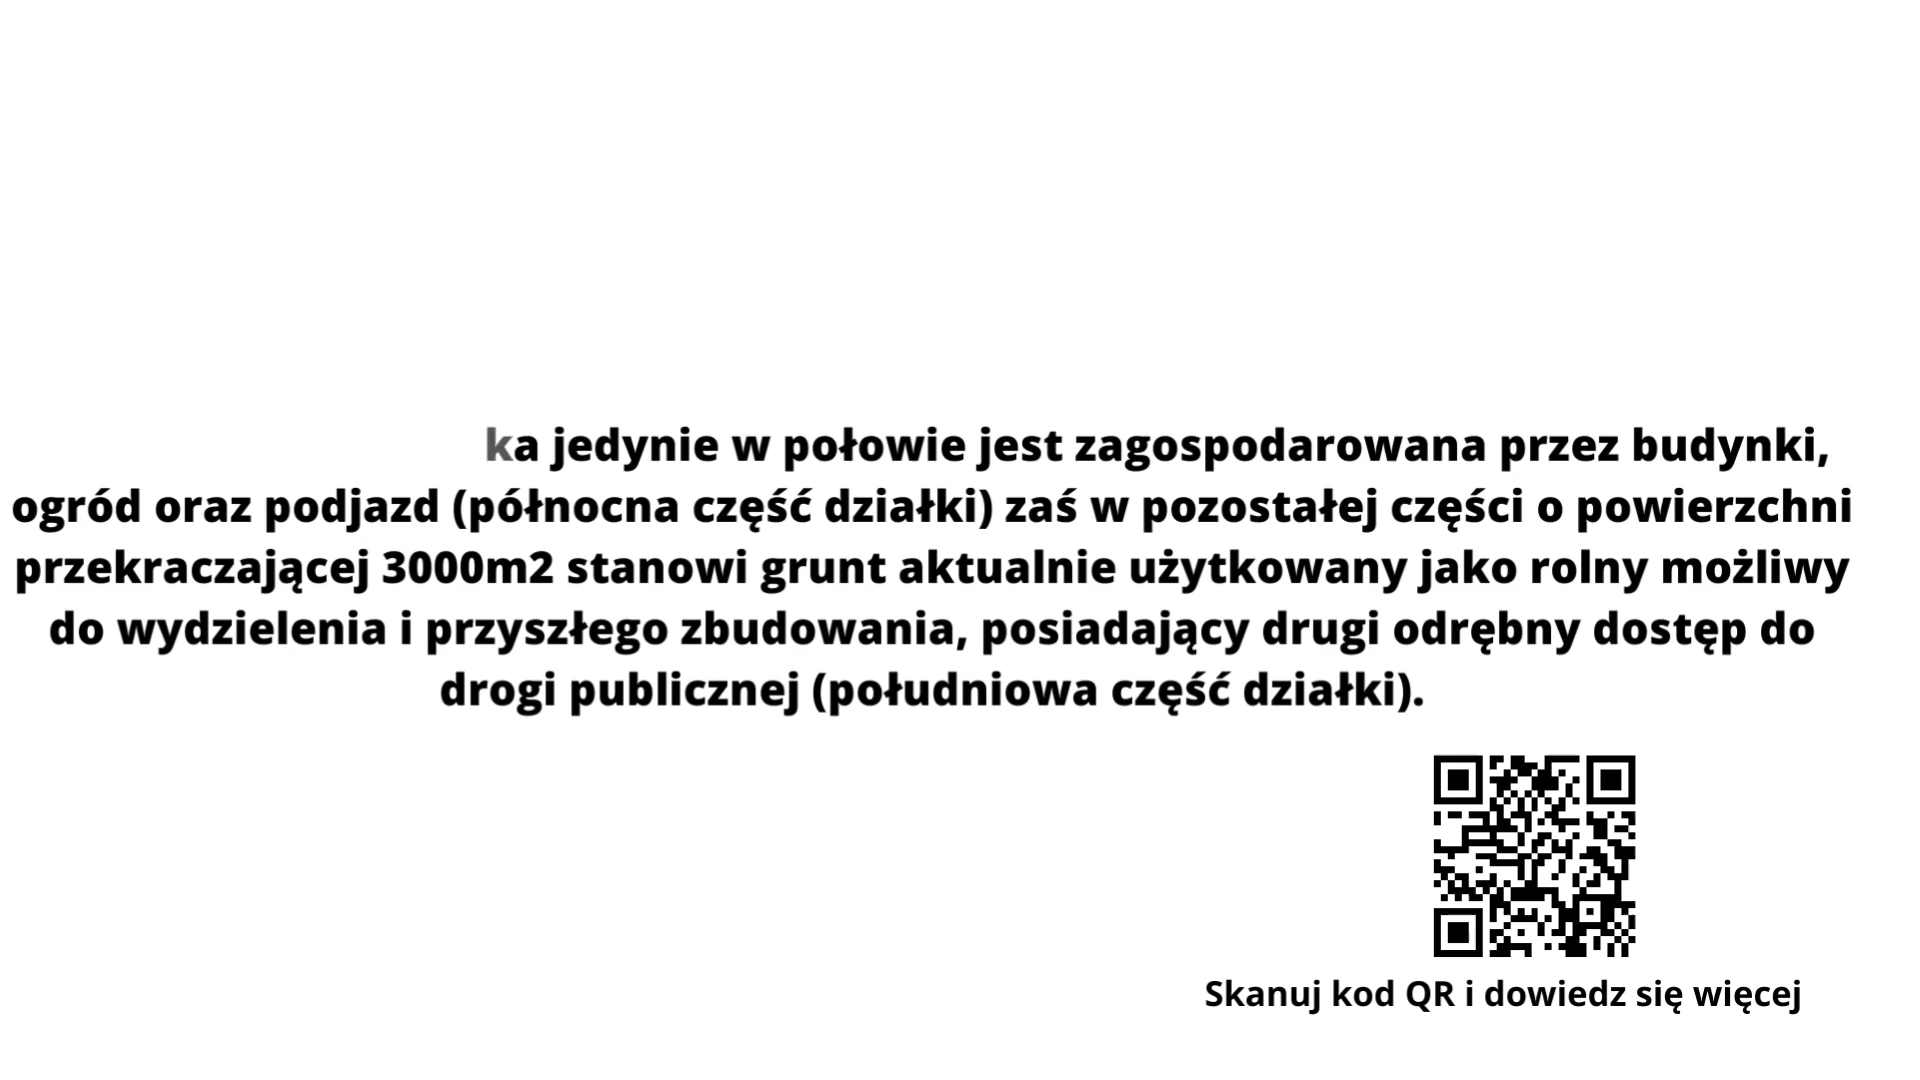 ka jedynie w połowie jest zagospodarowana przez budynki,
ogród oraz podjazd (północna część działki) zaś w pozostałej części o powierzchni
przekraczającej 3000m2 stanowi grunt aktualnie użytkowany jako rolny możliwy
do wydzielenia i przyszłego zbudowania, posiadający drugi odrębny dostęp do
drogi publicznej (południowa część działki).
Skanuj kod QR i dowiedz się więcej